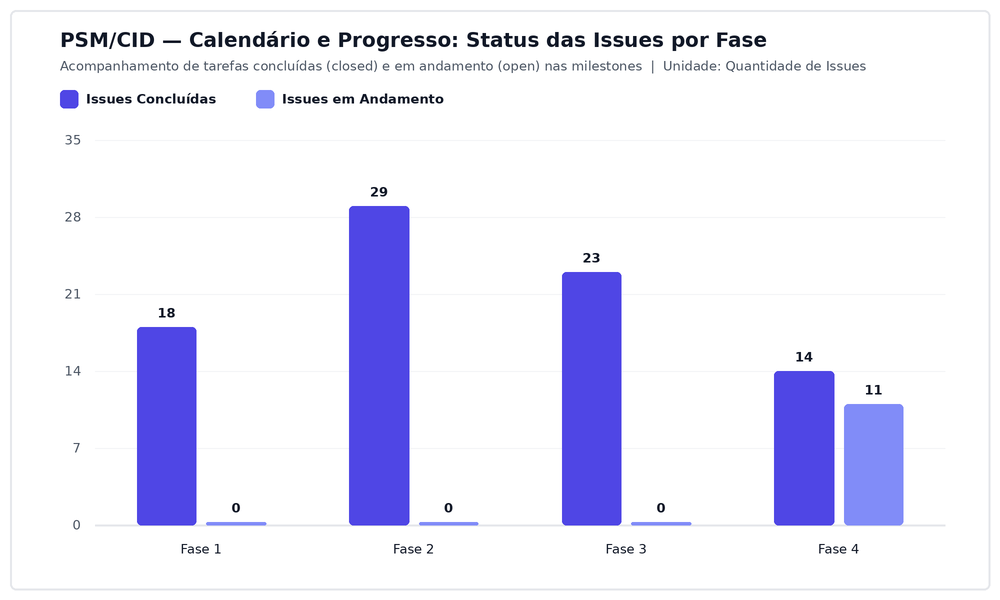 PSM/CID — Calendário e Progresso: Status das Issues por Fase
Acompanhamento de tarefas concluídas (closed) e em andamento (open) nas milestones | Unidade: Quantidade de Issues
Issues Concluídas
Issues em Andamento
35
28
21
14
7
0
18
0
29
0
23
0
14
11
Fase 1
Fase 2
Fase 3
Fase 4